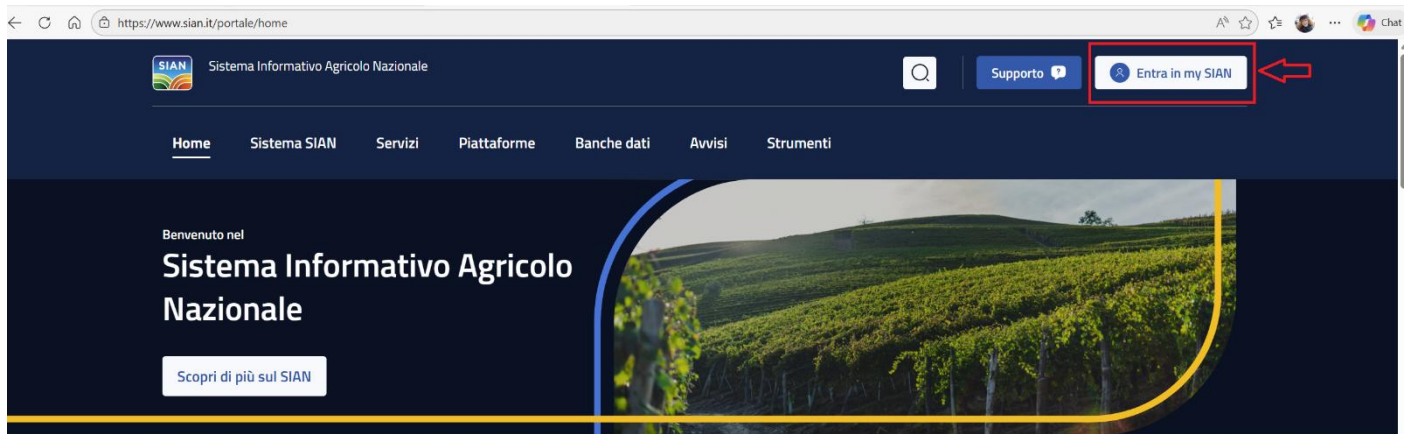 https://www.sian.it/portale/home
Chat
SIAN
Sistema Informativo Agricolo Nazionale
Supporto ?
Entra in my SIAN
Home Sistema SIAN Servizi Piattaforme Banche dati Avvisi Strumenti
Benvenuto nel
Sistema Informativo Agricolo
Nazionale
Scopri di più sul SIAN